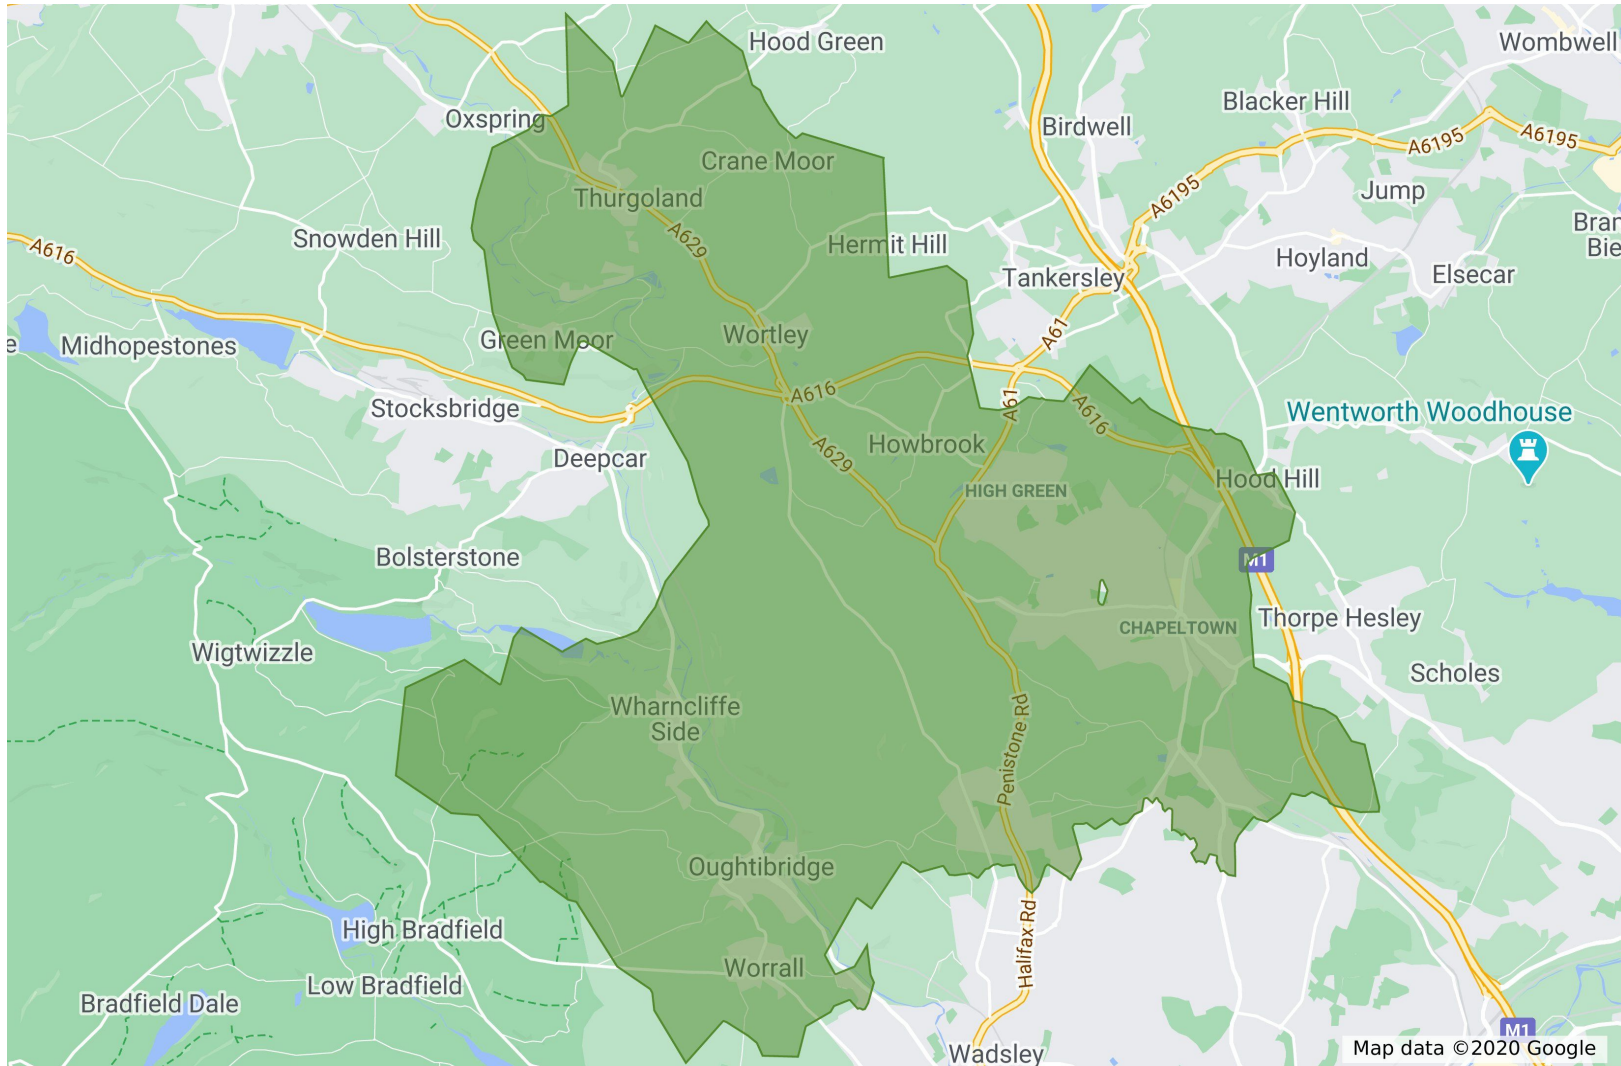 Hood Green
Wombwell
Blacker Hill
Oxspring
Birdwell
A6195
A6195
Crane Moor
Thurgoland
A6195
Jump
A629
Snowden Hill
Hermit Hill
A616
Hoyland
Tankersley
Elsecar
Bran
Bie
e
Midhopestones
Green Moor
Wortley
A61
A616
Stocksbridge
A61
A616
Wentworth Woodhouse
Howbrook
A629
Deepcar
HIGH GREEN
Hood Hill
Bolsterstone
M1
Thorpe Hesley
CHAPELTOWN
Wigtwizzle
Scholes
Wharncliffe
Side
Penistone Rd
Oughtibridge
High Bradfield
Halifax Rd
Worrall
Low Bradfield
Bradfield Dale
M1
Wadsley
Map data ©2020 Google